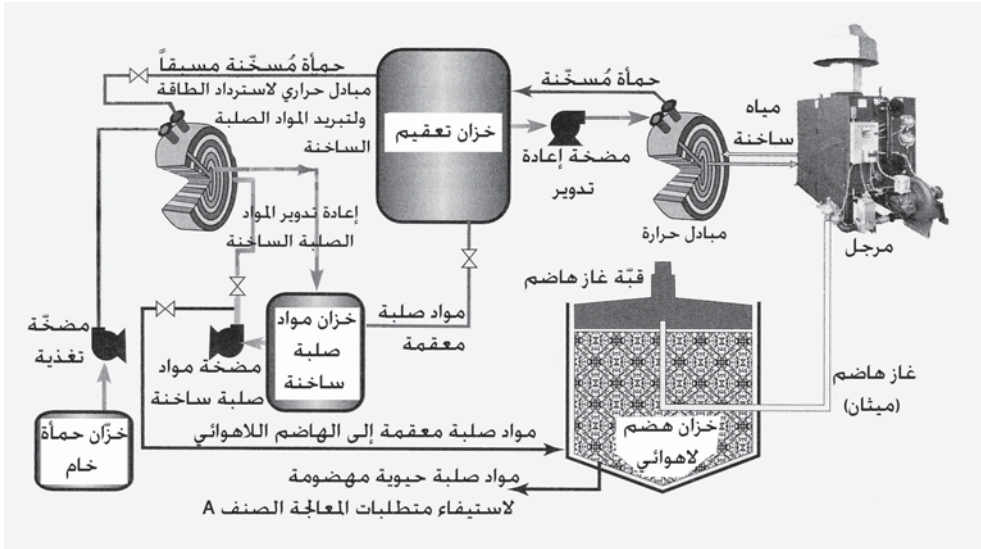 حمأة مُسخّنة مسبقاً
مبادل حراري لاسترداد الطاقة
ولتبريد المواد الصلبة
الساخنة
خزان تعقيم
حمأة مُسخّنة
مضخة إعادة
تدوير
مياه
ساخنة
مبادل حرارة
مرجل
إعادة تدوير المواد
الصلبة الساخنة
مضخّة
تغذية
خزّان حمأة
خام
مضخة مواد
صلبة ساخنة
خزان مواد
صلبة
ساخنة
مواد صلبة
معقمة
قبّة غاز هاضم
غاز هاضم
(ميثان)
خزان هضم
لاهوائي
مواد صلبة معقمة إلى الهاضم اللاهوائي
مواد صلبة حيوية مهضومة
لاستيفاء متطلبات المعالجة الصنف A